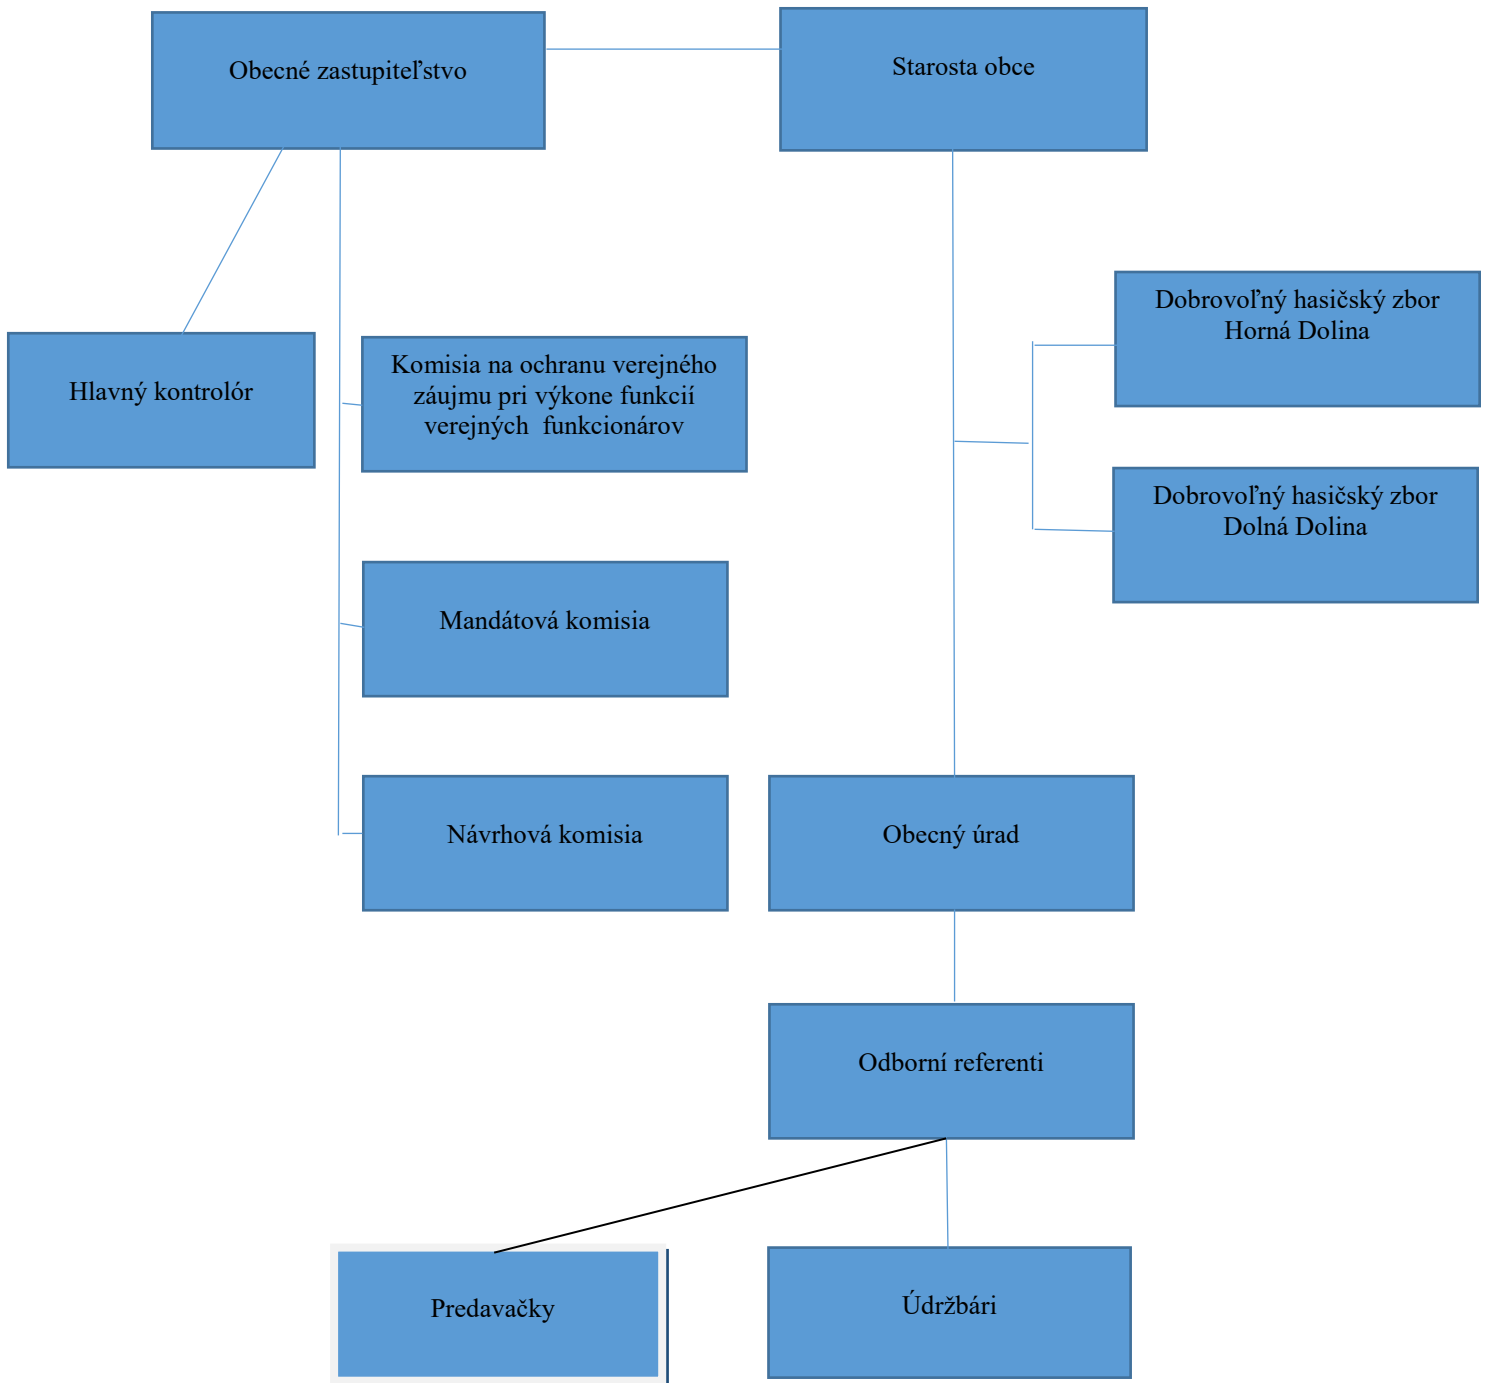 Obecné zastupiteľstvo
Starosta obce
Dobrovoľný hasičský zbor
Horná Dolina
Hlavný kontrolór
Komisia na ochranu verejného
záujmu pri výkone funkcií
verejných  funkcionárov
Dobrovoľný hasičský zbor
Dolná Dolina
Mandátová komisia
Návrhová komisia
Obecný úrad
Odborní referenti
Predavačky
Údržbári